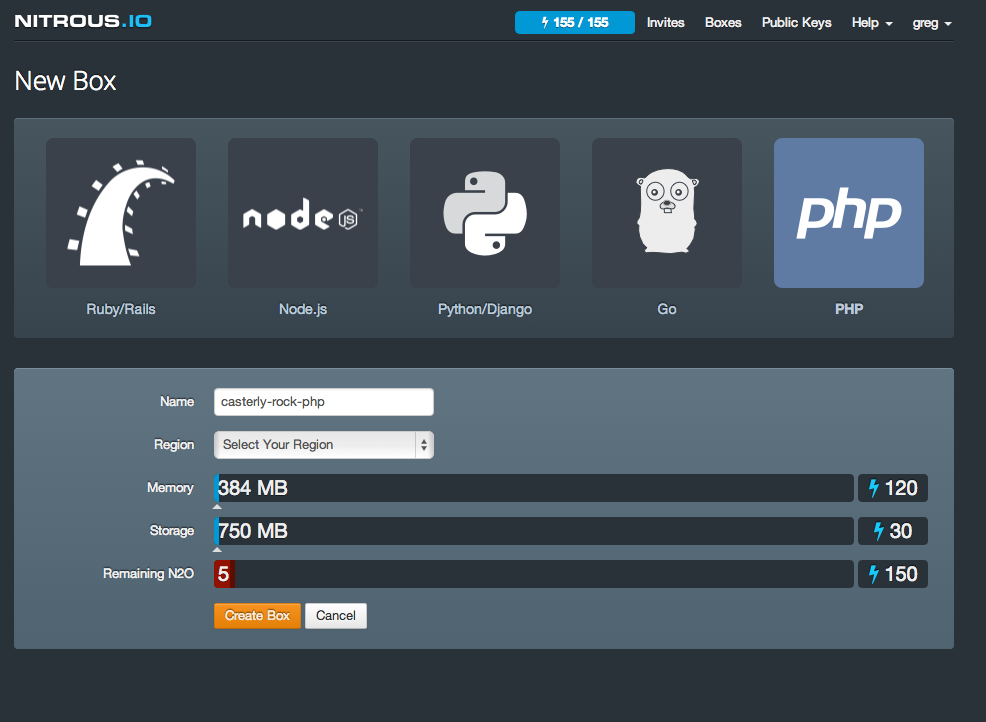 NITROUS.IO
155 / 155 Invites Boxes Public Keys Help greg
New Box
node JS
php
Ruby/Rails Node.js Python/Django Go PHP
Name casterly-rock-php
Region Select Your Region
Memory 384 MB 120
Storage 750 MB 30
Remaining N2O 5 150
Create Box Cancel